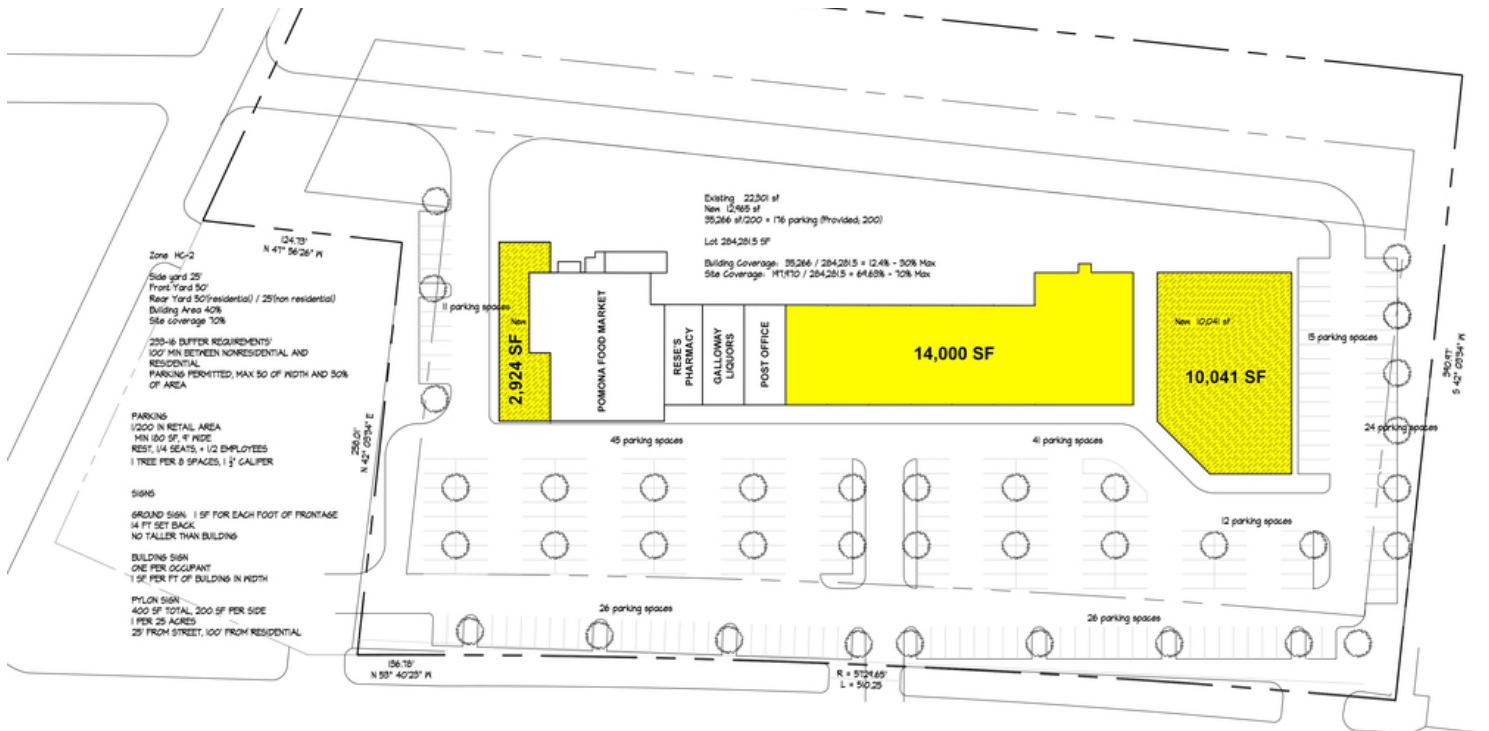 Existing 22,301 sf
New 12,965 sf
35,266 sf/200 = 176 parking (Provided; 200)
Lot 284,281.5 SF
Building Coverage: 35,266 / 284,281.5 = 12.4% - 30% Max
Site Coverage: 197,970 / 284,281.5 = 69.63% - 70% Max
124.73'
N 47° 56'26" W
Zone HC-2
Side yard 25'
Front Yard 50'
Rear Yard 50'(residential) / 25'(non residential)
Building Area 40%
Site coverage 70%
233-16 BUFFER REQUIREMENTS'
100' MIN BETWEEN NONRESIDENTIAL AND
RESIDENTIAL
PARKING PERMITTED, MAX 50 OF WIDTH AND 30%
OF AREA
PARKING
1/200 IN RETAIL AREA
MIN 180 SF, 9' WIDE
REST, 1/4 SEATS, + 1/2 EMPLOYEES
1 TREE PER 8 SPACES, 1 ½" CALIPER
SIGNS
GROUND SIGN: 1 SF FOR EACH FOOT OF FRONTAGE
14 FT SET BACK
NO TALLER THAN BUILDING
BUILDING SIGN
ONE PER OCCUPANT
1 SF PER FT OF BUILDING IN WIDTH
PYLON SIGN
400 SF TOTAL, 200 SF PER SIDE
1 PER 25 ACRES
25' FROM STREET, 100' FROM RESIDENTIAL
11 parking spaces
New
2,924 SF
POMONA FOOD MARKET
RESE'S
PHARMACY
GALLOWAY
LIQUORS
POST OFFICE
14,000 SF
New 10,041 sf
10,041 SF
15 parking spaces
S 42° 03'34" W
24 parking spaces
258.01'
N 42° 03'34" E
45 parking spaces
41 parking spaces
12 parking spaces
26 parking spaces
26 parking spaces
136.78'
N 53° 40'23" W
R = 5729.65'
L = 510.25